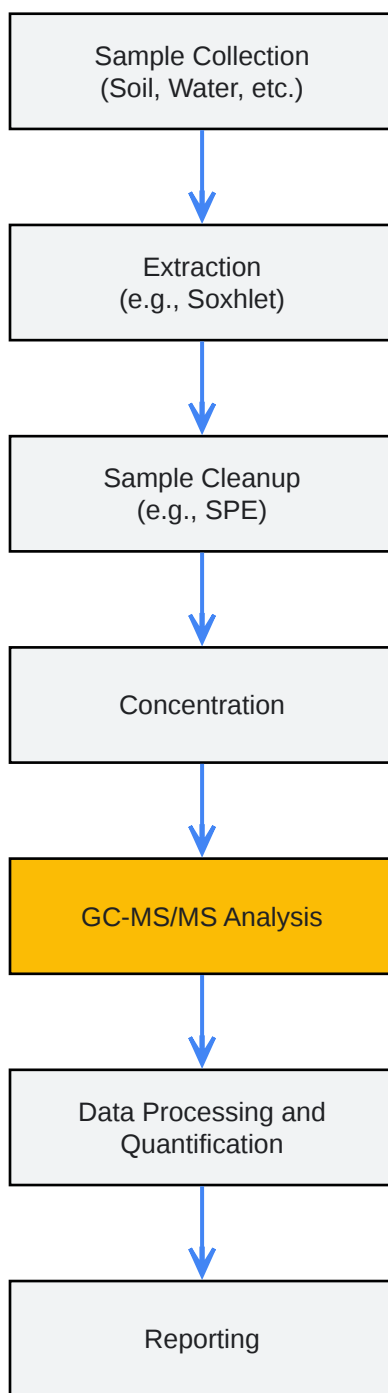 Sample Collection
(Soil, Water, etc.)
Extraction
(e.g., Soxhlet)
Sample Cleanup
(e.g., SPE)
Concentration
GC-MS/MS Analysis
Data Processing and
Quantification
Reporting